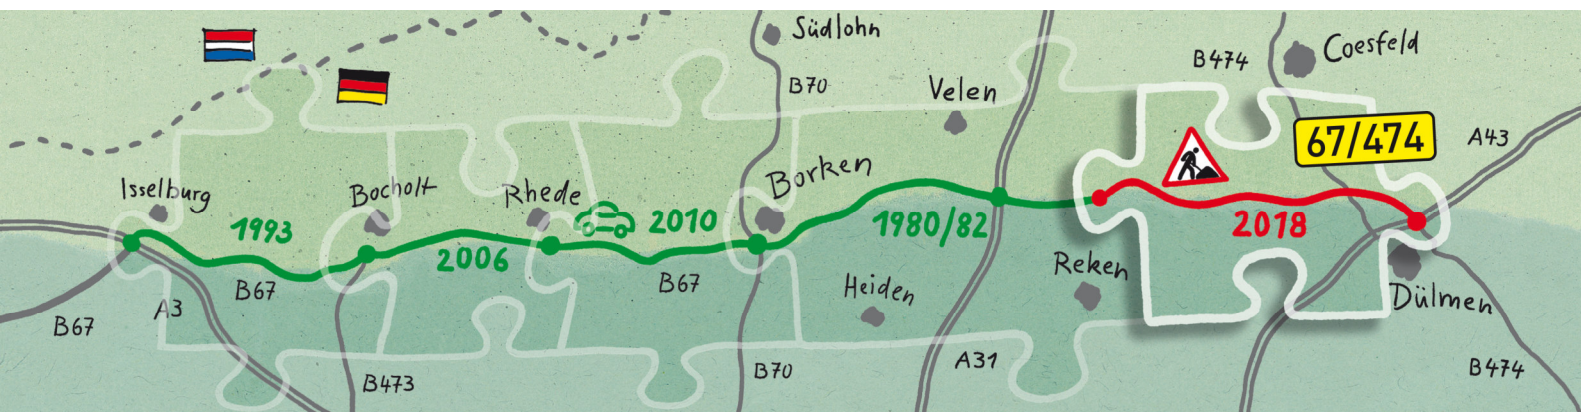 Südlohn
Coesfeld
B474
B70
Velen
67/474
A43
Isselburg
Bocholt
Rhede
Borken
1993
2010
1980/82
2018
2006
B67
B67
Heiden
Reken
A3
B67
Dülmen
A31
B70
B473
B474